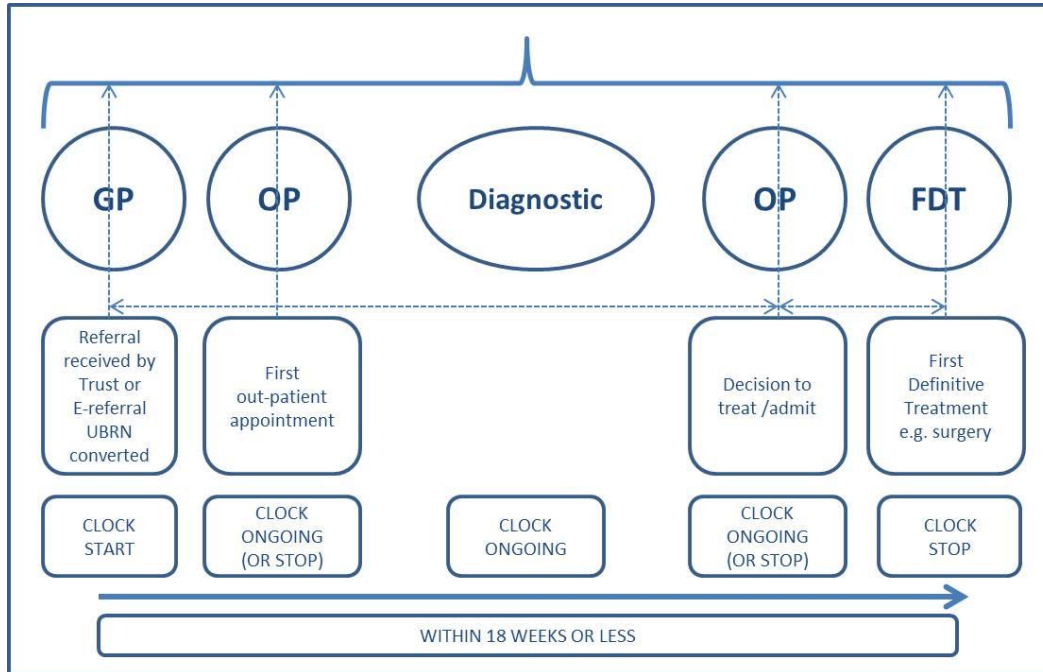 GP
OP
Diagnostic
OP
FDT
Referral
received by
Trust or
E-referral
UBRN
converted
First
out-patient
appointment
Decision to
treat /admit
First
Definitive
Treatment
e.g. surgery
CLOCK
START
CLOCK
ONGOING
(OR STOP)
CLOCK
ONGOING
CLOCK
ONGOING
(OR STOP)
CLOCK
STOP
WITHIN 18 WEEKS OR LESS